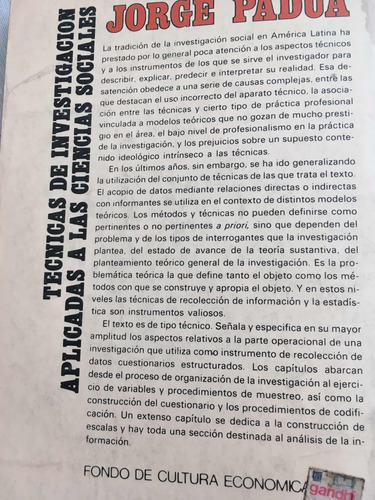 JORGE PADUA
TECNICAS DE INVESTIGACION
APLICADAS A LAS CIENCIAS SOCIALES
La tradición de la investigación social en América Latina ha
prestado por lo general poca atención a los aspectos técnicos
y a los instrumentos de los que se sirve el investigador para
describir, explicar, predecir e interpretar su realidad. Esa de-
satención obedece a una serie de causas complejas, entre las
que destacan el uso incorrecto del aparato técnico, la asocia-
ción entre las técnicas y cierto tipo de práctica profesional
vinculada a modelos teóricos que no gozan de mucho presti-
gio en el área, el bajo nivel de profesionalismo en la práctica
de la investigación, y los prejuicios sobre un supuesto conte-
nido ideológico intrínseco a las técnicas.
En los últimos años, sin embargo, se ha ido generalizando
la utilización del conjunto de técnicas de las que trata el texto.
El acopio de datos mediante relaciones directas o indirectas
con informantes se utiliza en el contexto de distintos modelos
teóricos. Los métodos y técnicas no pueden definirse como
pertinentes o no pertinentes a priori, sino que dependen del
problema y de los tipos de interrogantes que la investigación
plantea, del estado de avance de la teoría sustantiva, del
planteamiento teórico general de la investigación. Es la pro-
blemática teórica la que define tanto el objeto como los méto-
dos con que se construye y apropia el objeto. Y en estos ni-
veles las técnicas de recolección de información y la estadís-
tica son instrumentos valiosos.
El texto es de tipo técnico. Señala y especifica en su mayor
amplitud los aspectos relativos a la parte operacional de una
investigación que utiliza como instrumento de recolección de
datos cuestionarios estructurados. Los capítulos abarcan
desde el proceso de organización de la investigación al ejerci-
cio de variables y procedimientos de muestreo, así como la
construcción del cuestionario y los procedimientos de codifi-
cación. Un extenso capítulo se dedica a la construcción de
escalas y hay toda una sección destinada al análisis de la in-
formación.
FONDO DE CULTURA ECONOMICA
gandhi